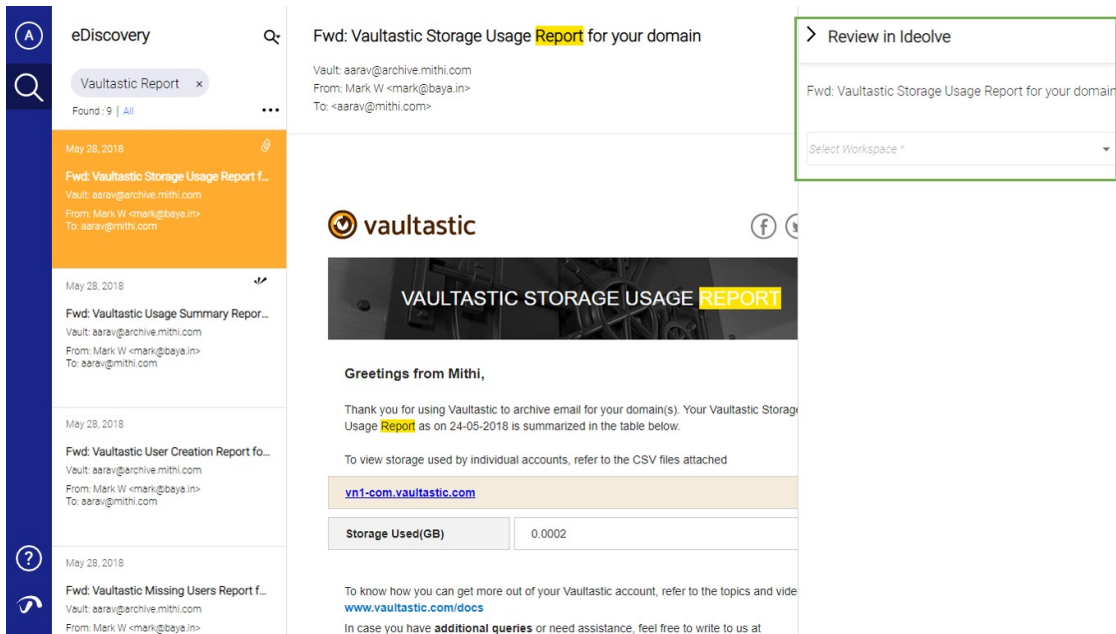 A
eDiscovery
Vaultastic Report ×
Found : 9 | All
May 28, 2018
Fwd: Vaultastic Storage Usage Report f...
Vault: aarav@archive.mithi.com
From: Mark W <mark@baya.in>
To: aarav@mithi.com
May 28, 2018
Fwd: Vaultastic Usage Summary Repor...
Vault: aarav@archive.mithi.com
From: Mark W <mark@baya.in>
To: aarav@mithi.com
May 28, 2018
Fwd: Vaultastic User Creation Report fo...
Vault: aarav@archive.mithi.com
From: Mark W <mark@baya.in>
To: aarav@mithi.com
May 28, 2018
Fwd: Vaultastic Missing Users Report f...
Vault: aarav@archive.mithi.com
From: Mark W <mark@baya.in>
?
Fwd: Vaultastic Storage Usage Report for your domain
Vault: aarav@archive.mithi.com
From: Mark W <mark@baya.in>
To: <aarav@mithi.com>
vaultastic
VAULTASTIC STORAGE USAGE REPORT
Greetings from Mithi,
Thank you for using Vaultastic to archive email for your domain(s). Your Vaultastic Storage
Usage Report as on 24-05-2018 is summarized in the table below.
To view storage used by individual accounts, refer to the CSV files attached
vn1-com.vaultastic.com
Storage Used(GB) 0.0002
To know how you can get more out of your Vaultastic account, refer to the topics and vide
www.vaultastic.com/docs
In case you have additional queries or need assistance, feel free to write to us at
Review in Ideolve
Fwd: Vaultastic Storage Usage Report for your domain
Select Workspace *